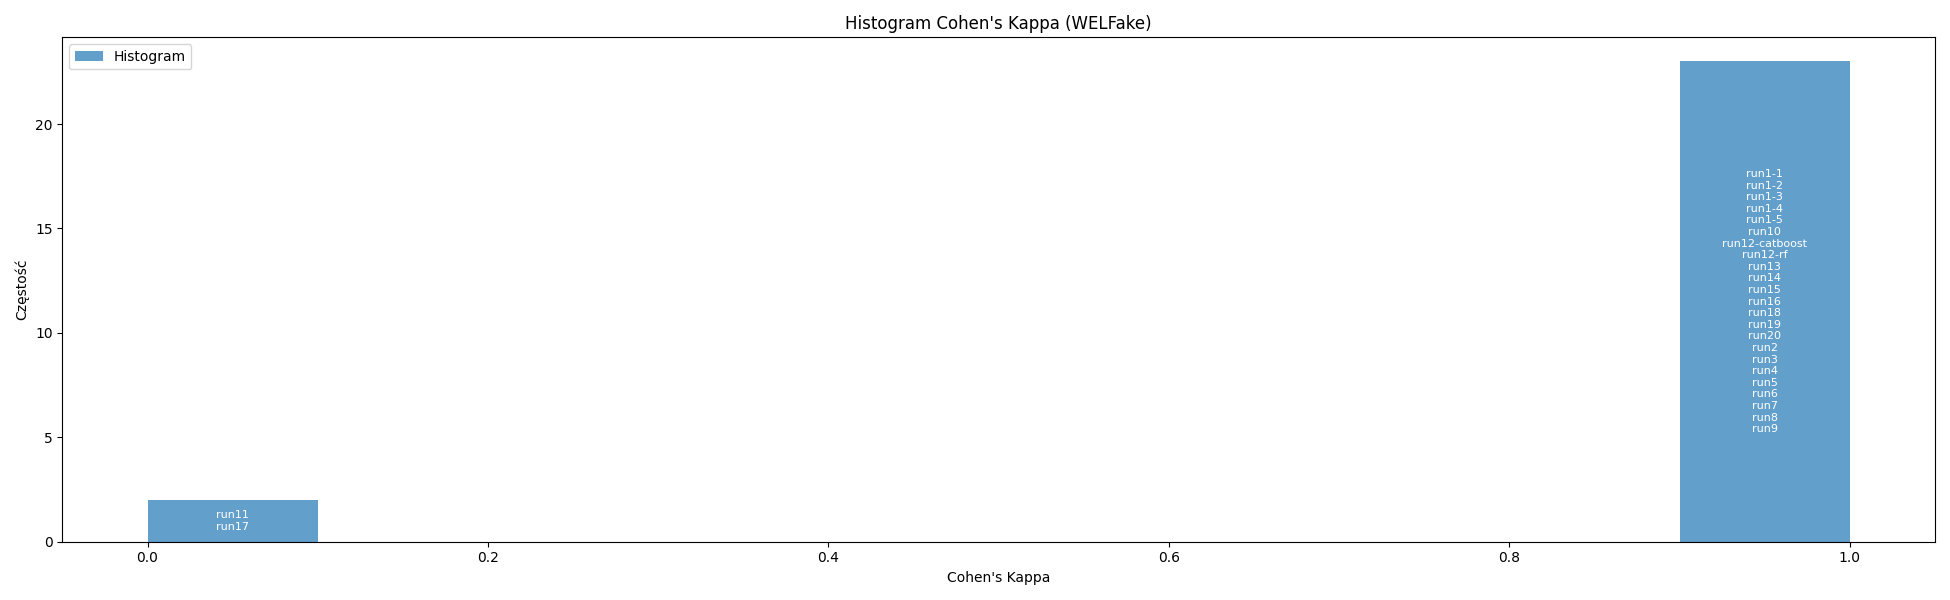 Histogram Cohen's Kappa (WELFake)
Histogram
Częstość
20
15
10
5
0
run11
run17
run1-1
run1-2
run1-3
run1-4
run1-5
run10
run12-catboost
run12-rf
run13
run14
run15
run16
run18
run19
run20
run2
run3
run4
run5
run6
run7
run8
run9
0.0 0.2 0.4 0.6 0.8 1.0
Cohen's Kappa